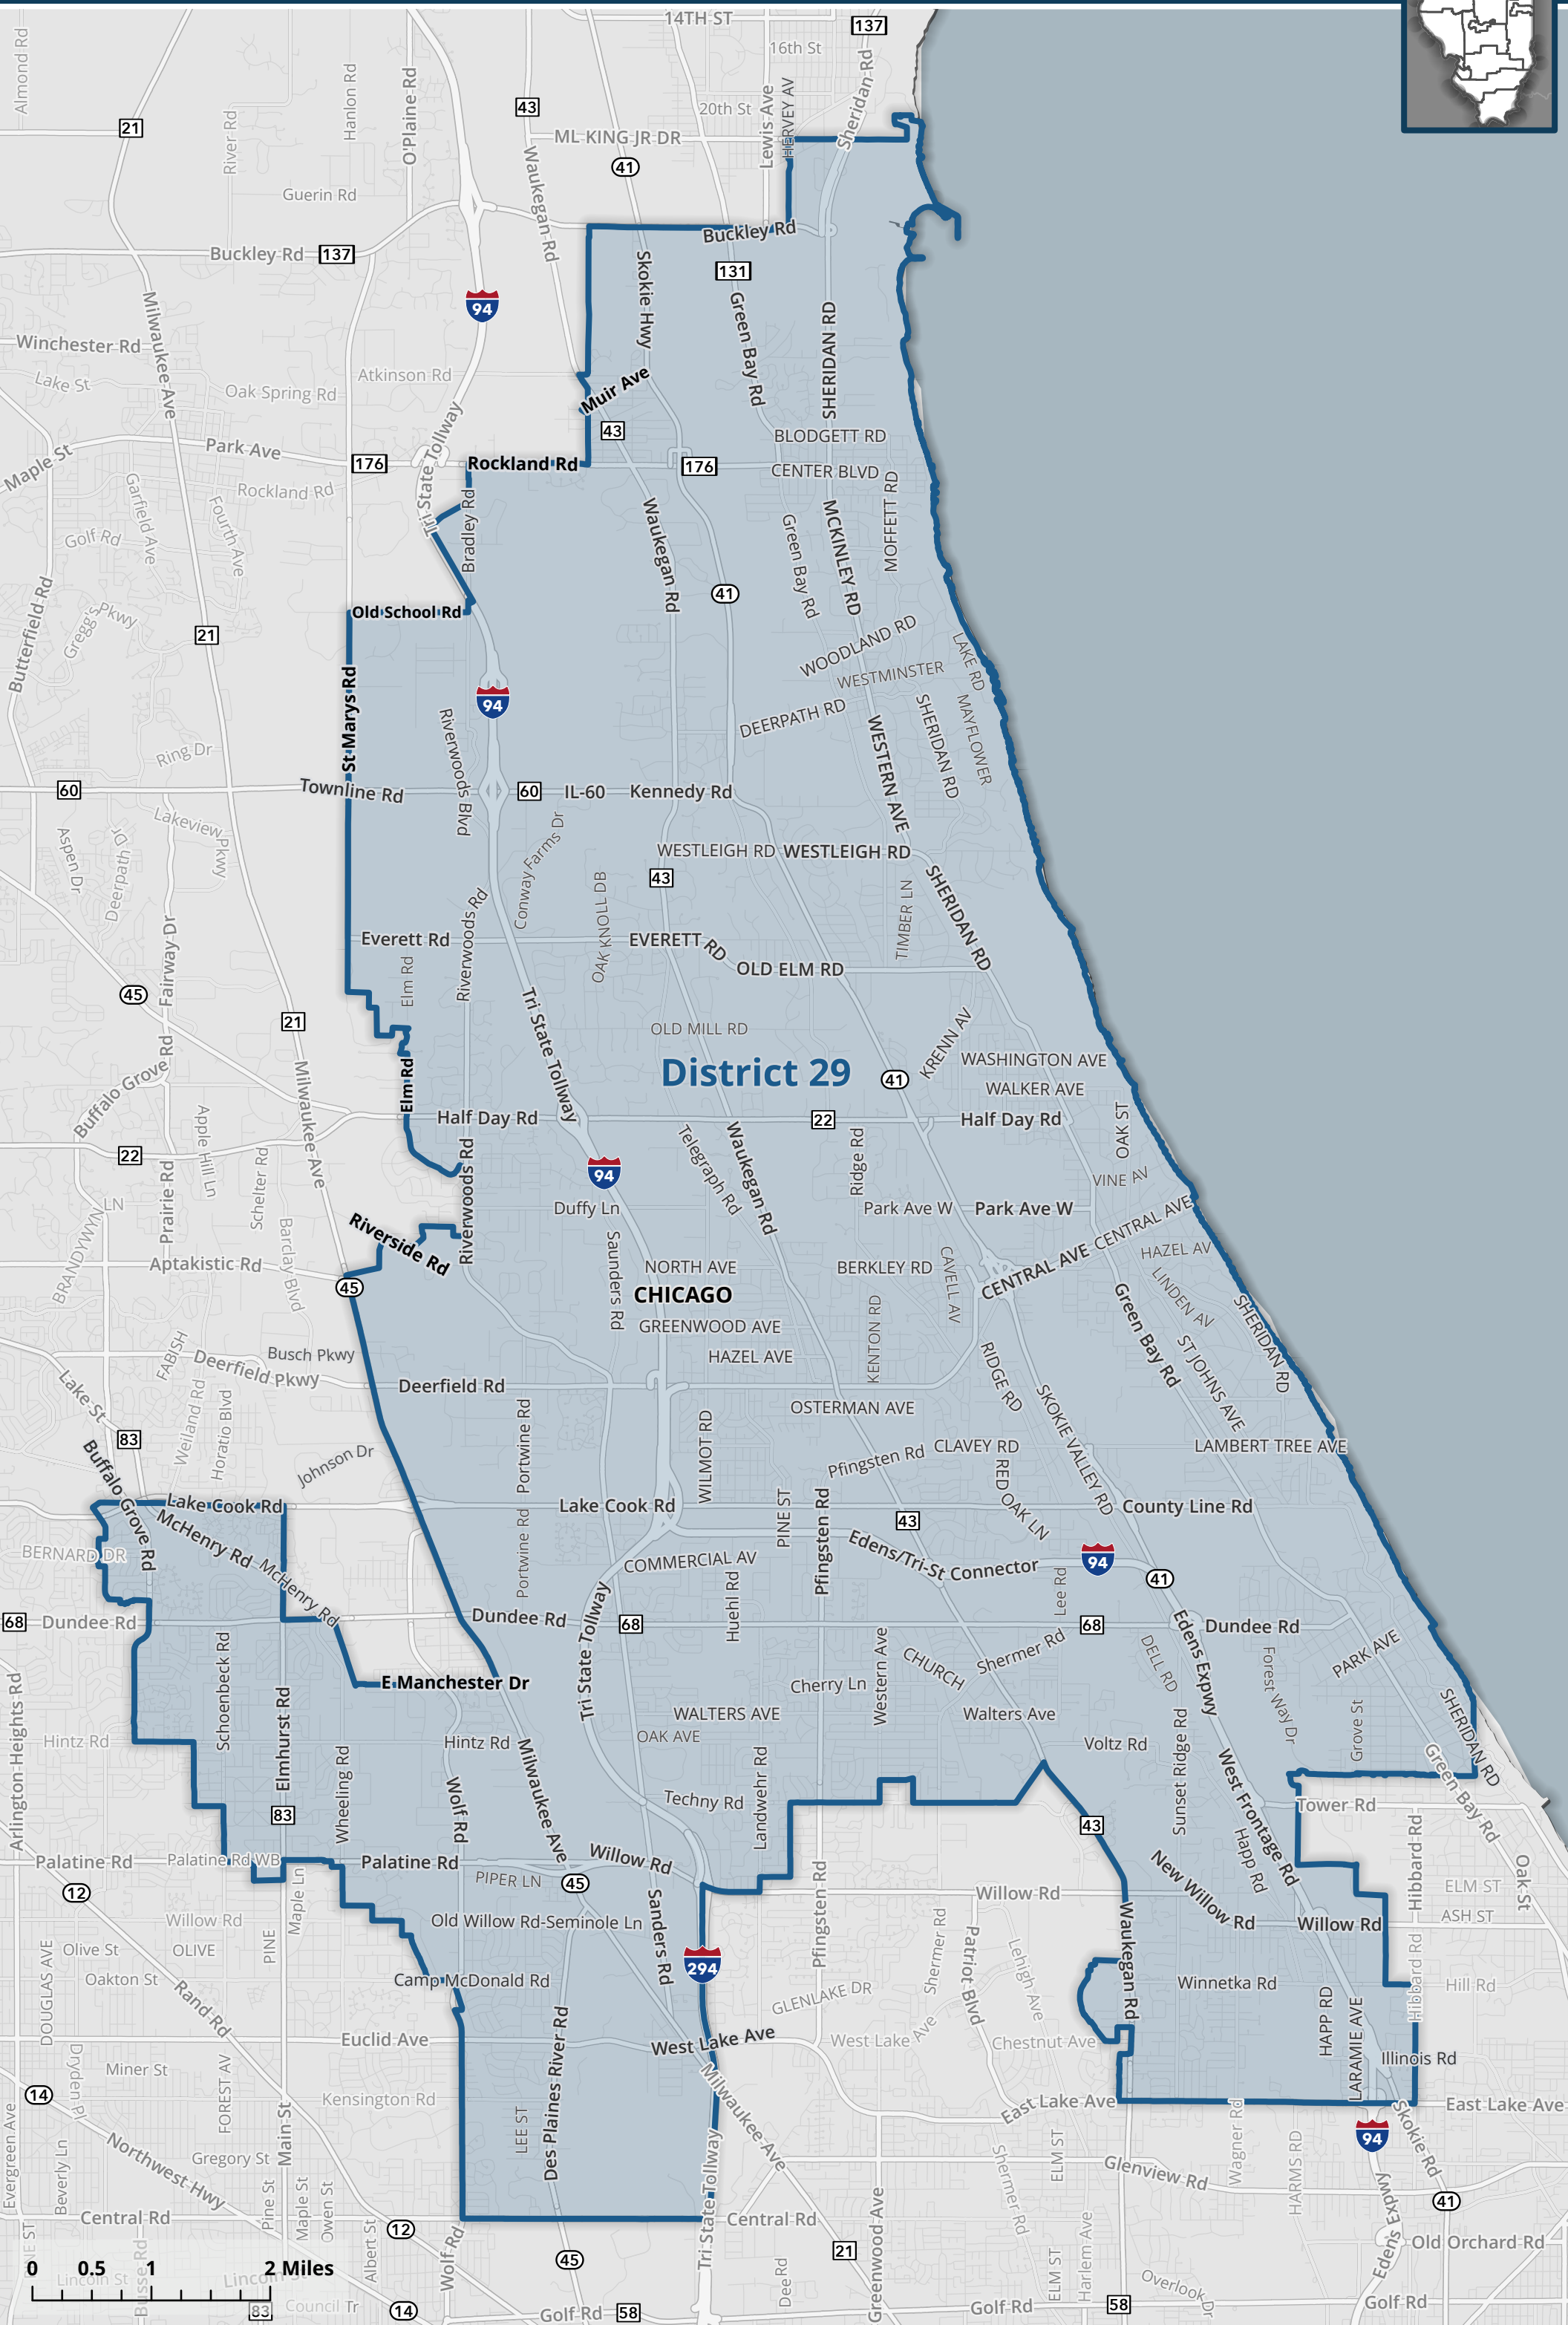 14TH ST
137
16th St
Almond Rd
Hanlon Rd
O'Plaine Rd
43
Sheridan Rd
21
River Rd
20th St
Lewis Ave
HERVEY AV
ML KING JR DR
41
Waukegan Rd
Guerin Rd
Buckley Rd
Buckley Rd
137
131
94
Skokie Hwy
Green Bay Rd
SHERIDAN RD
Milwaukee Ave
Winchester Rd
Lake St
Oak Spring Rd
Atkinson Rd
Muir Ave
43
BLODGETT RD
Maple St
Park Ave
176
Tri State Tollway
Rockland Rd
176
CENTER BLVD
Rockland Rd
Garfield Ave
Fourth Ave
Golf Rd
Bradley Rd
Waukegan Rd
Green Bay Rd
MCKINLEY RD
MOFFETT RD
41
Butterfield Rd
Gregg's Pkwy
21
Old School Rd
WOODLAND RD
LAKE RD
WESTMINSTER
St Marys Rd
94
Riverwoods Blvd
DEERPATH RD
WESTERN AVE
SHERIDAN RD
MAYFLOWER
Ring Dr
60
Townline Rd
60
IL-60
Kennedy Rd
Lakeview Pkwy
Aspen Dr
Deerpath Dr
Conway Farms Dr
WESTLEIGH RD
WESTLEIGH RD
43
OAK KNOLL DB
TIMBER LN
SHERIDAN RD
Fairway Dr
Everett Rd
Riverwoods Rd
EVERETT RD
OLD ELM RD
Elm Rd
45
21
Tri State Tollway
OLD MILL RD
KRENN AV
WASHINGTON AVE
District 29
41
WALKER AVE
Buffalo Grove Rd
Milwaukee Ave
Elm Rd
Half Day Rd
22
Half Day Rd
OAK ST
22
Apple Hill Ln
Prairie Rd
Schelter Rd
Riverwoods Rd
94
Telegraph Rd
Waukegan Rd
Ridge Rd
VINE AV
BRANDYWYN LN
Barclay Blvd
Duffy Ln
Park Ave W
Park Ave W
CENTRAL AVE
CENTRAL AVE
Riverside Rd
HAZEL AV
Aptakistic Rd
45
Saunders Rd
NORTH AVE
BERKLEY RD
CAVELL AV
CHICAGO
LINDEN AV
GREENWOOD AVE
KENTON RD
Green Bay Rd
SHERIDAN RD
FABISH
Busch Pkwy
HAZEL AVE
ST JOHNS AVE
Deerfield Pkwy
Deerfield Rd
RIDGE RD
Lake St
OSTERMAN AVE
SKOKIE VALLEY RD
Weiland Rd
Horatio Blvd
83
Portwine Rd
WILMOT RD
CLAVEY RD
LAMBERT TREE AVE
Johnson Dr
Pfingsten Rd
Buffalo Grove Rd
Lake Cook Rd
Lake Cook Rd
County Line Rd
PINE ST
Pfingsten Rd
43
RED OAK LN
McHenry Rd
McHenry Rd
BERNARD DR
Portwine Rd
COMMERCIAL AV
Edens/Tri-St Connector
94
41
Huehl Rd
Lee Rd
68
Dundee Rd
Dundee Rd
68
68
Dundee Rd
Tri State Tollway
Schoenbeck Rd
Western Ave
CHURCH
Shermer Rd
DELL RD
Edens Expwy
Forest Way Dr
PARK AVE
Arlington-Heights Rd
E Manchester Dr
Cherry Ln
Elmhurst Rd
WALTERS AVE
Walters Ave
SHERIDAN RD
Hintz Rd
Hintz Rd
OAK AVE
Voltz Rd
Grove St
Milwaukee Ave
Wolf Rd
Wheeling Rd
Landwehr Rd
Sunset Ridge Rd
West Frontage Rd
Green Bay Rd
Techny Rd
Tower Rd
83
43
Happ Rd
Hibbard Rd
Palatine Rd
Palatine Rd WB
Palatine Rd
Willow Rd
New Willow Rd
Oak St
12
Maple Ln
PIPER LN
45
Pfingsten Rd
Willow Rd
ELM ST
Willow Rd
Old Willow Rd-Seminole Ln
Sanders Rd
Willow Rd
ASH ST
Olive St
OLIVE
PINE
Shermer Rd
Patriot Blvd
Lehigh Ave
Waukegan Rd
Hibbard Rd
DOUGLAS AVE
Oakton St
Camp McDonald Rd
294
Winnetka Rd
Hill Rd
Rand Rd
GLENLAKE DR
HAPP RD
LARAMIE AVE
Euclid Ave
West Lake Ave
West Lake Ave
Chestnut Ave
Illinois Rd
Dryden Pl
Miner St
FOREST AV
Des Plaines River Rd
14
Kensington Rd
Milwaukee Ave
East Lake Ave
East Lake Ave
Evergreen Ave
Beverly Ln
Main St
LEE ST
Wagner Rd
94
Skokie Rd
Northwest Hwy
Gregory St
Shermer Rd
ELM ST
Glenview Rd
HARMS RD
Pine St
Maple St
Owen St
Tri State Tollway
41
Central Rd
12
Central Rd
Greenwood Ave
Edens Expwy
Albert St
Wolf Rd
45
21
Old Orchard Rd
Dee Rd
ELM ST
Harlem Ave
0 0.5 1 2 Miles
Overlook Dr
Lincoln St
83
Council Tr
14
Golf Rd
58
Golf Rd
58
Golf Rd